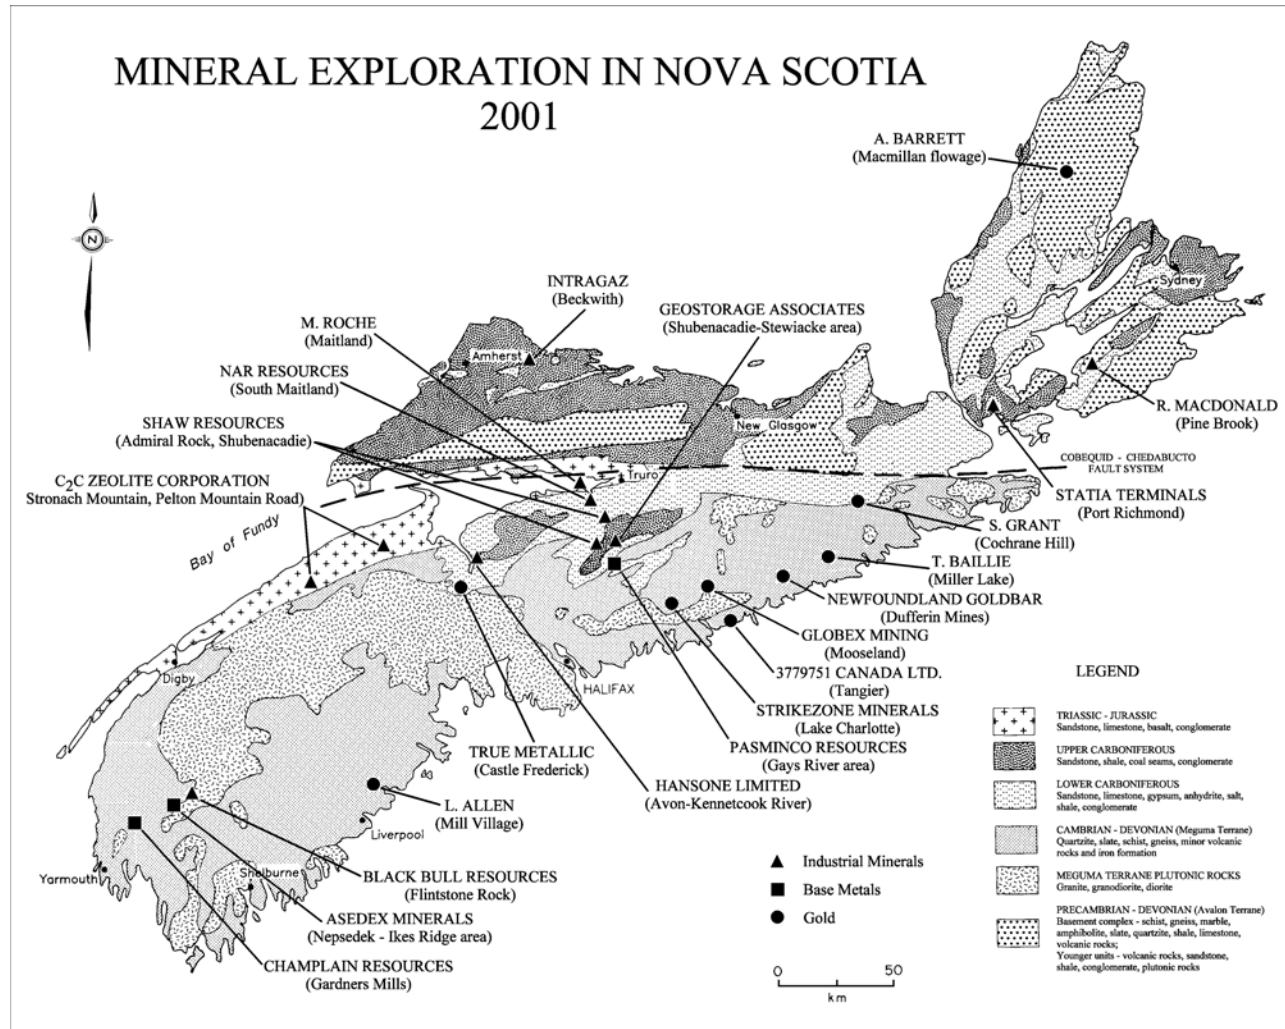 MINERAL EXPLORATION IN NOVA SCOTIA
2001
A. BARRETT
(Macmillan flowage)
N
Sydney
INTRAGAZ
(Beckwith)
GEOSTORAGE ASSOCIATES
(Shubenacadie-Stewiacke area)
M. ROCHE
(Maitland)
Amherst
NAR RESOURCES
(South Maitland)
R. MACDONALD
(Pine Brook)
SHAW RESOURCES
(Admiral Rock, Shubenacadie)
New Glasgow
COBEQUID - CHEDABUCTO
FAULT SYSTEM
Truro
C2C ZEOLITE CORPORATION
Stronach Mountain, Pelton Mountain Road)
STATIA TERMINALS
(Port Richmond)
Bay of Fundy
S. GRANT
(Cochrane Hill)
T. BAILLIE
(Miller Lake)
NEWFOUNDLAND GOLDBAR
(Dufferin Mines)
GLOBEX MINING
(Mooseland)
3779751 CANADA LTD.
(Tangier)
Digby
HALIFAX
STRIKEZONE MINERALS
(Lake Charlotte)
PASMINCO RESOURCES
(Gays River area)
TRUE METALLIC
(Castle Frederick)
HANSONE LIMITED
(Avon-Kennetcook River)
L. ALLEN
(Mill Village)
Liverpool
Yarmouth
Shelburne
BLACK BULL RESOURCES
(Flintstone Rock)
ASEDEX MINERALS
(Nepsedek - Ikes Ridge area)
CHAMPLAIN RESOURCES
(Gardners Mills)
Industrial Minerals
Base Metals
Gold
0 50
km
LEGEND
TRIASSIC - JURASSIC
Sandstone, limestone, basalt, conglomerate
UPPER CARBONIFEROUS
Sandstone, shale, coal seams, conglomerate
LOWER CARBONIFEROUS
Sandstone, limestone, gypsum, anhydrite, salt,
shale, conglomerate
CAMBRIAN - DEVONIAN (Meguma Terrane)
Quartzite, slate, schist, gneiss, minor volcanic
rocks and iron formation
MEGUMA TERRANE PLUTONIC ROCKS
Granite, granodiorite, diorite
PRECAMBRIAN - DEVONIAN (Avalon Terrane)
Basement complex - schist, gneiss, marble,
amphibolite, slate, quartzite, shale, limestone,
volcanic rocks;
Younger units - volcanic rocks, sandstone,
shale, conglomerate, plutonic rocks